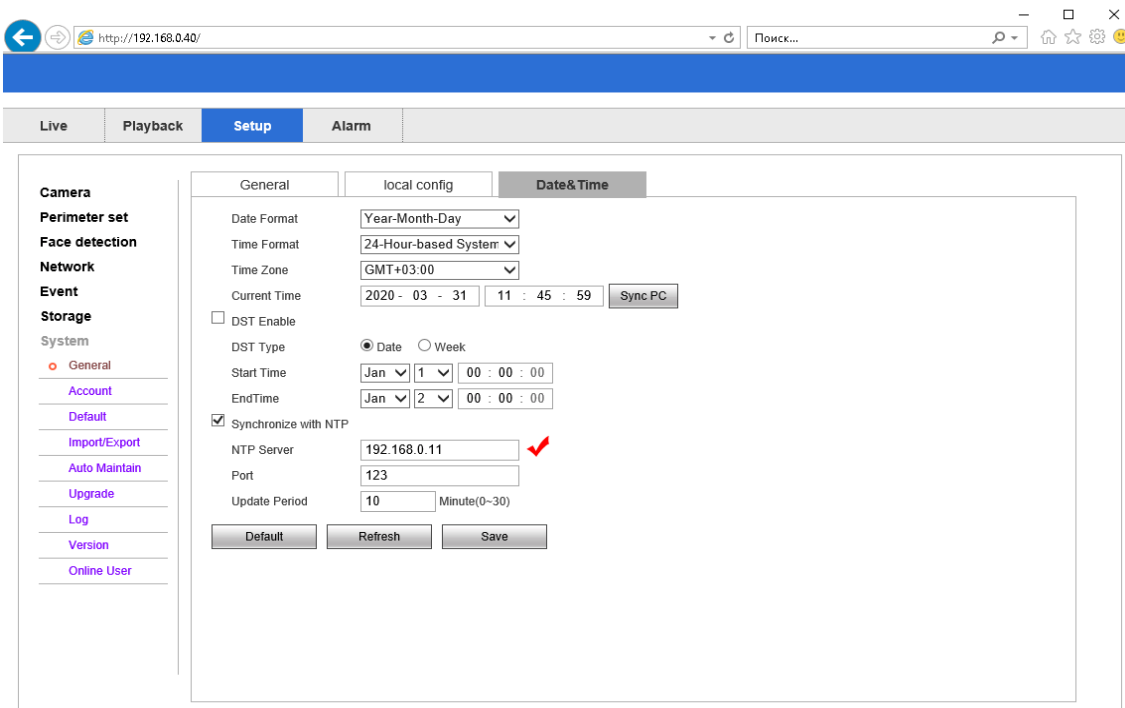 http://192.168.0.40/ Поиск...
Live Playback Setup Alarm
General local config Date&Time
Camera
Perimeter set
Face detection
Network
Event
Storage
System
General
Account
Default
Import/Export
Auto Maintain
Upgrade
Log
Version
Online User
Date Format Year-Month-Day
Time Format 24-Hour-based System
Time Zone GMT+03:00
Current Time 2020 - 03 - 31 11 : 45 : 59 Sync PC
DST Enable
DST Type Date Week
Start Time Jan 1 00 : 00 : 00
EndTime Jan 2 00 : 00 : 00
Synchronize with NTP
NTP Server 192.168.0.11
Port 123
Update Period 10 Minute(0~30)
Default Refresh Save